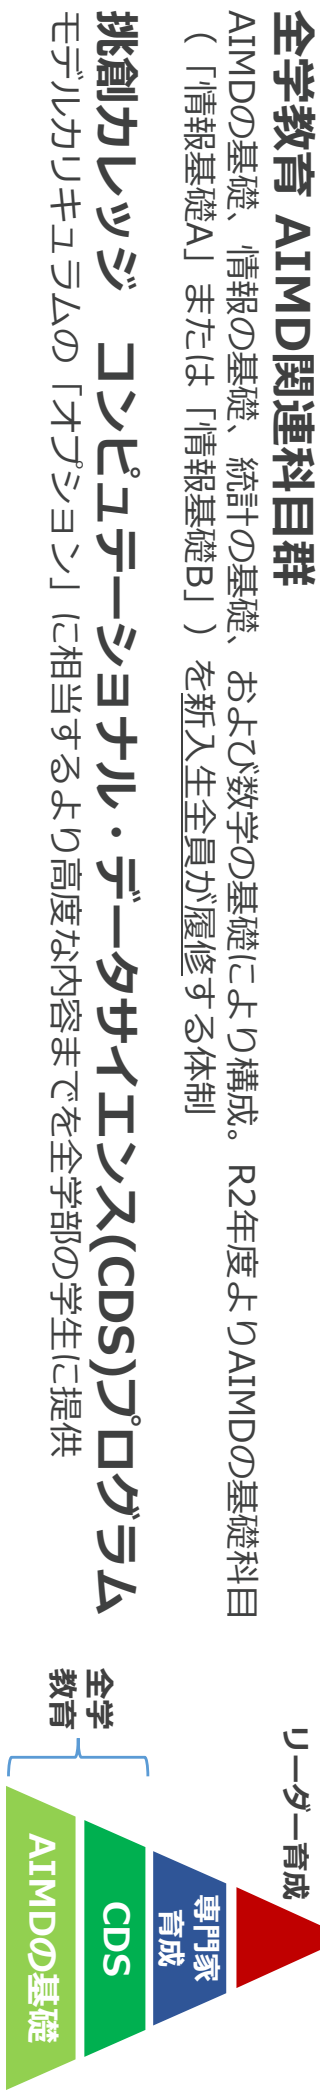 全学教育 AIMD関連科目群
AIMDの基礎、情報の基礎、統計の基礎、および数学の基礎により構成。R2年度よりAIMDの基礎科目
（「情報基礎A」または「情報基礎B」）を新入生全員が履修する体制
挑創カレッジ　コンピュテーショナル・データサイエンス(CDS)プログラム
モデルカリキュラムの「オプション」に相当するより高度な内容までを全学部の学生に提供
リーダー育成
専門家
育成
CDS
AIMDの基礎
全学
教育